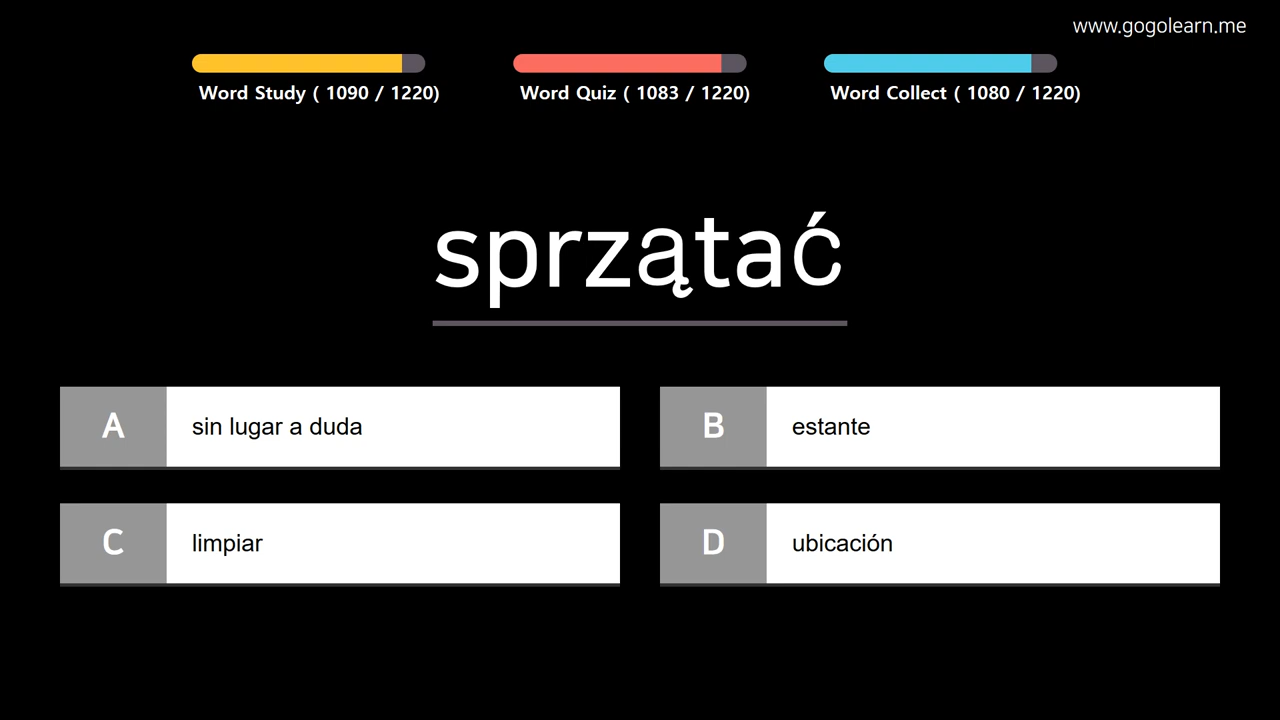 www.gogolearn.me
Word Study ( 1090 / 1220)
Word Quiz ( 1083 / 1220)
Word Collect ( 1080 / 1220)
sprzątać
A
sin lugar a duda
B
estante
C
limpiar
D
ubicación